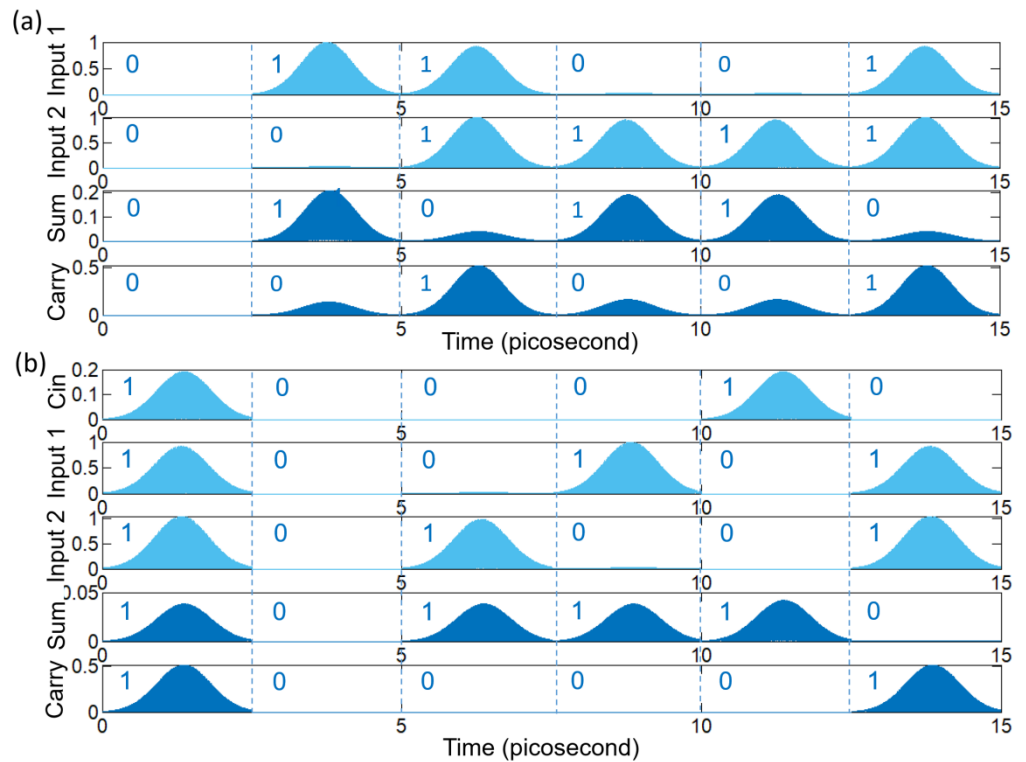 (a)
Input 1
1
0.5
0
0 1 1 0 0 1
0 5 10 15
Input 2
1
0.5
0
0 0 1 1 1 1
0 5 10 15
Sum
0.2
0.1
0
0 1 0 1 1 0
0 5 10 15
Carry
0.5
0
0 0 1 0 0 1
0 5 10 15
Time (picosecond)
(b)
Cin
0.2
0.1
0
1 0 0 0 1 0
0 5 10 15
Input 1
1
0.5
0
1 0 0 1 0 1
0 5 10 15
Input 2
1
0.5
0
1 0 1 0 0 1
0 5 10 15
Sum
0.05
0
1 0 1 1 1 0
0 5 10 15
Carry
0.5
0
1 0 0 0 0 1
0 5 10 15
Time (picosecond)